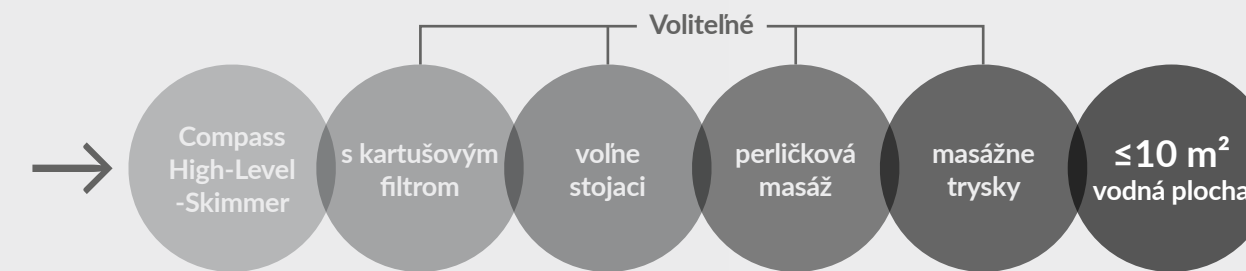 Voliteľné
Compass
High-Level
-Skimmer
s kartušovým
filtrom
voľne
stojaci
perličková
masáž
masážne
trysky
≤10 m²
vodná plocha